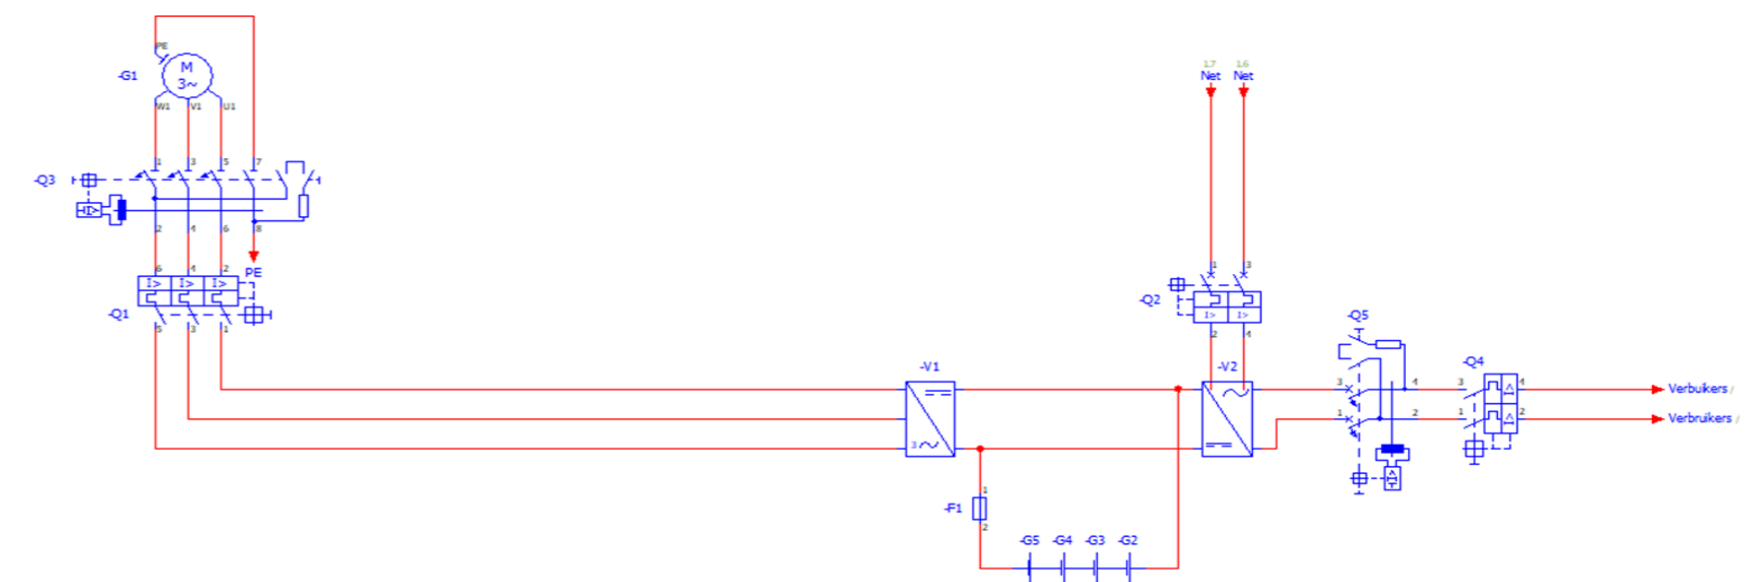 PE
-G1
M
3~
W1 V1 U1
1.7 1.6
Net Net
-Q3
1 3 5 7
2 4 6 8
PE
6 4 2
I> I> I>
-Q1
5 3 1
1 3
-Q2
I> I>
2 4
-V1
3~
-V2
-Q5
3 4
1 2
-Q4
3 4
1 2
I>
I>
Verbuikers /
Verbruikers /
I>
I>
-F1
1
2
-G5 -G4 -G3 -G2